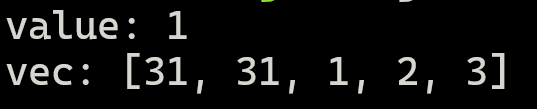 value: 1
vec: [31, 31, 1, 2, 3]